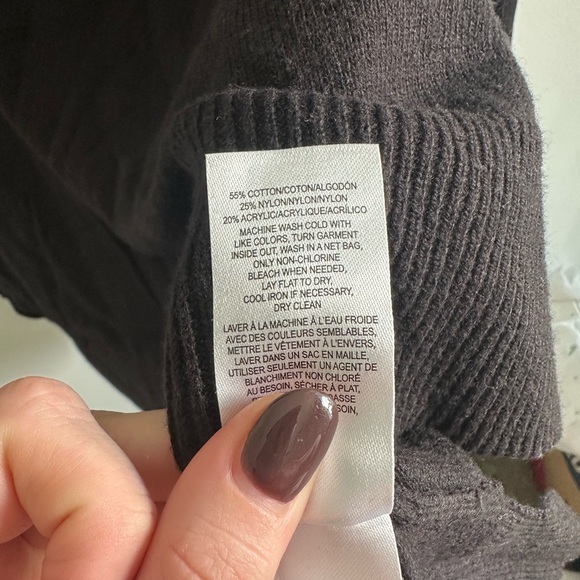 55% COTTON/COTON/ALGODÓN
25% NYLON/NYLON/NYLON
20% ACRYLIC/ACRYLIQUE/ACRÍLICO
MACHINE WASH COLD WITH
LIKE COLORS, TURN GARMENT
INSIDE OUT, WASH IN A NET BAG,
ONLY NON-CHLORINE
BLEACH WHEN NEEDED,
LAY FLAT TO DRY,
COOL IRON IF NECESSARY,
DRY CLEAN
LAVER À LA MACHINE À L'EAU FROIDE
AVEC DES COULEURS SEMBLABLES,
METTRE LE VÊTEMENT À L'ENVERS,
LAVER DANS UN SAC EN MAILLE,
UTILISER SEULEMENT UN AGENT DE
BLANCHIMENT NON CHLORÉ
AU BESOIN, SÉCHER À PLAT,